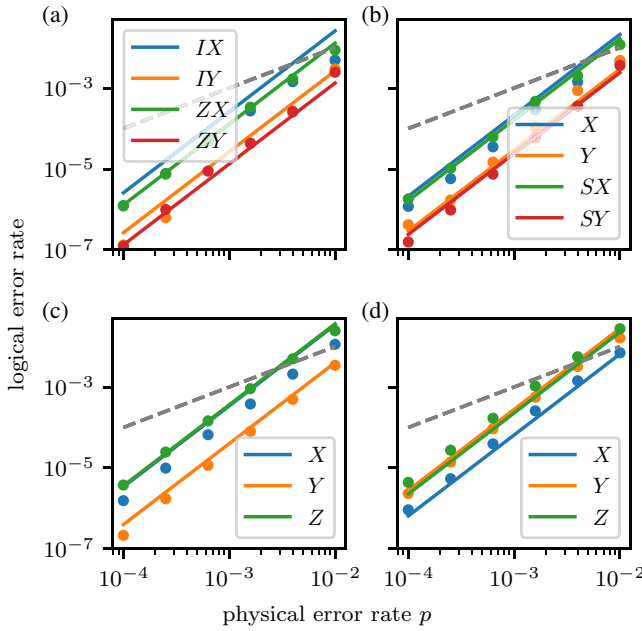 (a)
(b)
IX
IY
ZX
ZY
10⁻³
10⁻⁵
10⁻⁷
X
Y
SX
SY
logical error rate
(c)
(d)
10⁻³
10⁻⁵
10⁻⁷
X
Y
Z
X
Y
Z
10⁻⁴
10⁻³
10⁻²
10⁻⁴
10⁻³
10⁻²
physical error rate p